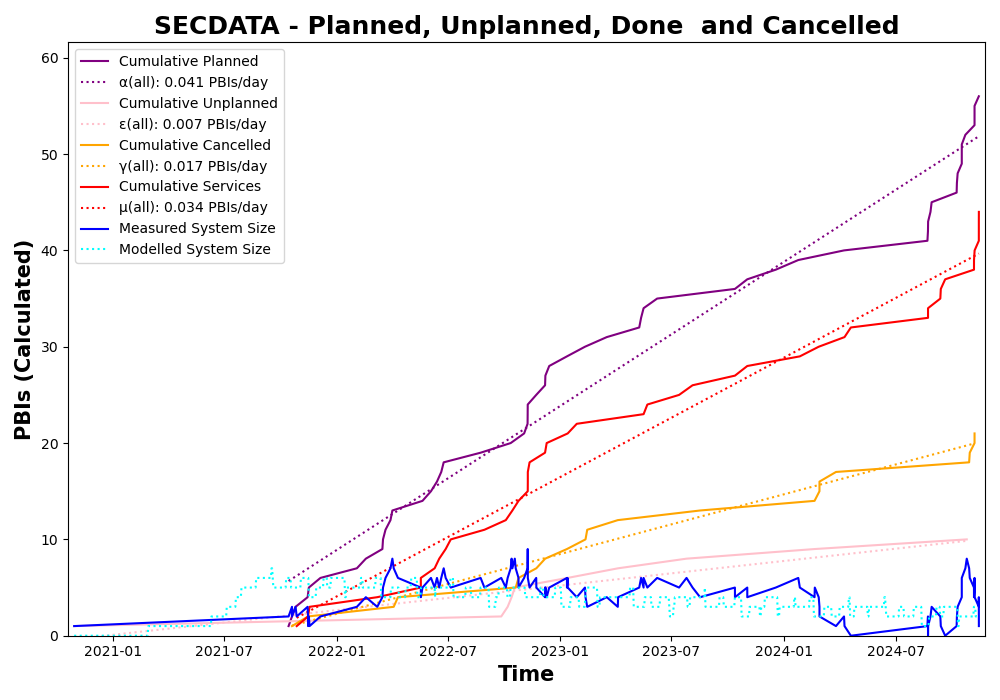 SECDATA - Planned, Unplanned, Done  and Cancelled
PBIs (Calculated)
60
50
40
30
20
10
0
Cumulative Planned
α(all): 0.041 PBIs/day
Cumulative Unplanned
ε(all): 0.007 PBIs/day
Cumulative Cancelled
γ(all): 0.017 PBIs/day
Cumulative Services
μ(all): 0.034 PBIs/day
Measured System Size
Modelled System Size
2021-01 2021-07 2022-01 2022-07 2023-01 2023-07 2024-01 2024-07
Time